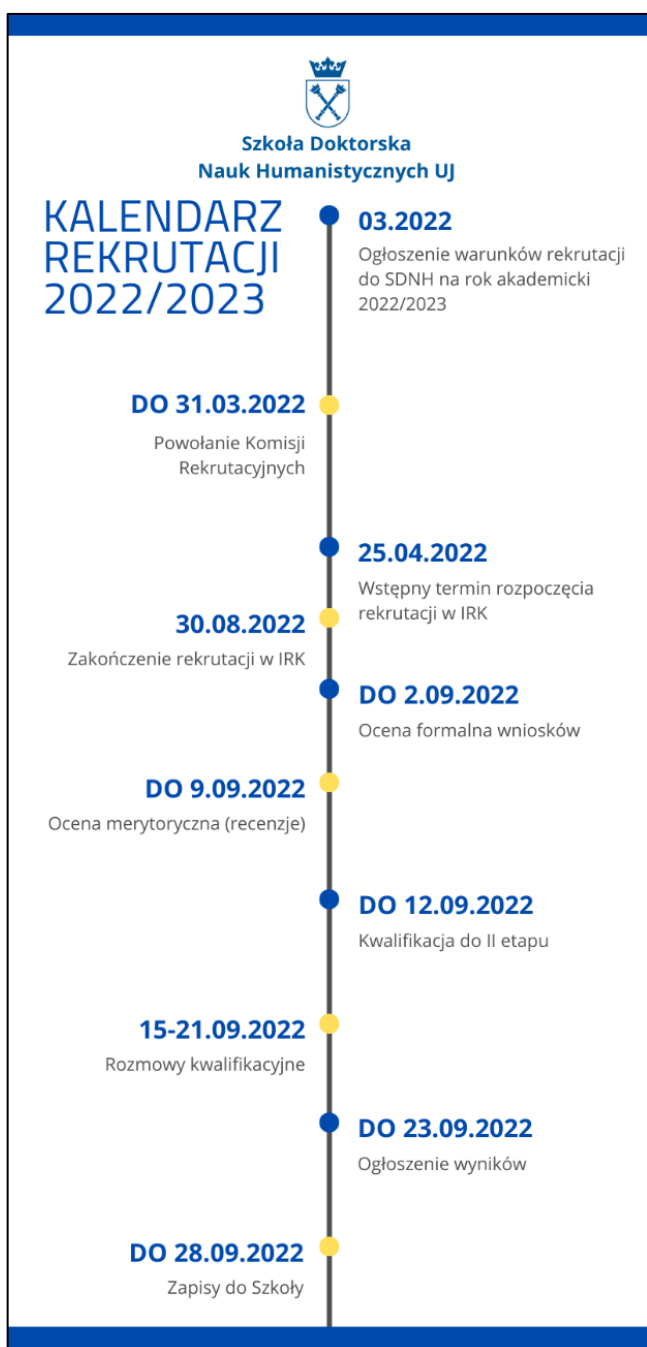 Szkoła Doktorska
Nauk Humanistycznych UJ
KALENDARZ
REKRUTACJI
2022/2023
03.2022
Ogłoszenie warunków rekrutacji
do SDNH na rok akademicki
2022/2023
DO 31.03.2022
Powołanie Komisji
Rekrutacyjnych
25.04.2022
Wstępny termin rozpoczęcia
rekrutacji w IRK
30.08.2022
Zakończenie rekrutacji w IRK
DO 2.09.2022
Ocena formalna wniosków
DO 9.09.2022
Ocena merytoryczna (recenzje)
DO 12.09.2022
Kwalifikacja do II etapu
15-21.09.2022
Rozmowy kwalifikacyjne
DO 23.09.2022
Ogłoszenie wyników
DO 28.09.2022
Zapisy do Szkoły